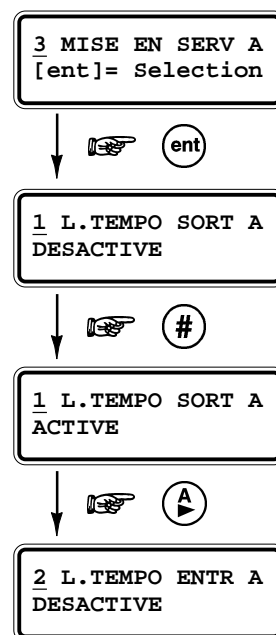 3 MISE EN SERV A
[ent]= Selection
ent
1 L.TEMPO SORT A
DESACTIVE
#
1 L.TEMPO SORT A
ACTIVE
A
2 L.TEMPO ENTR A
DESACTIVE